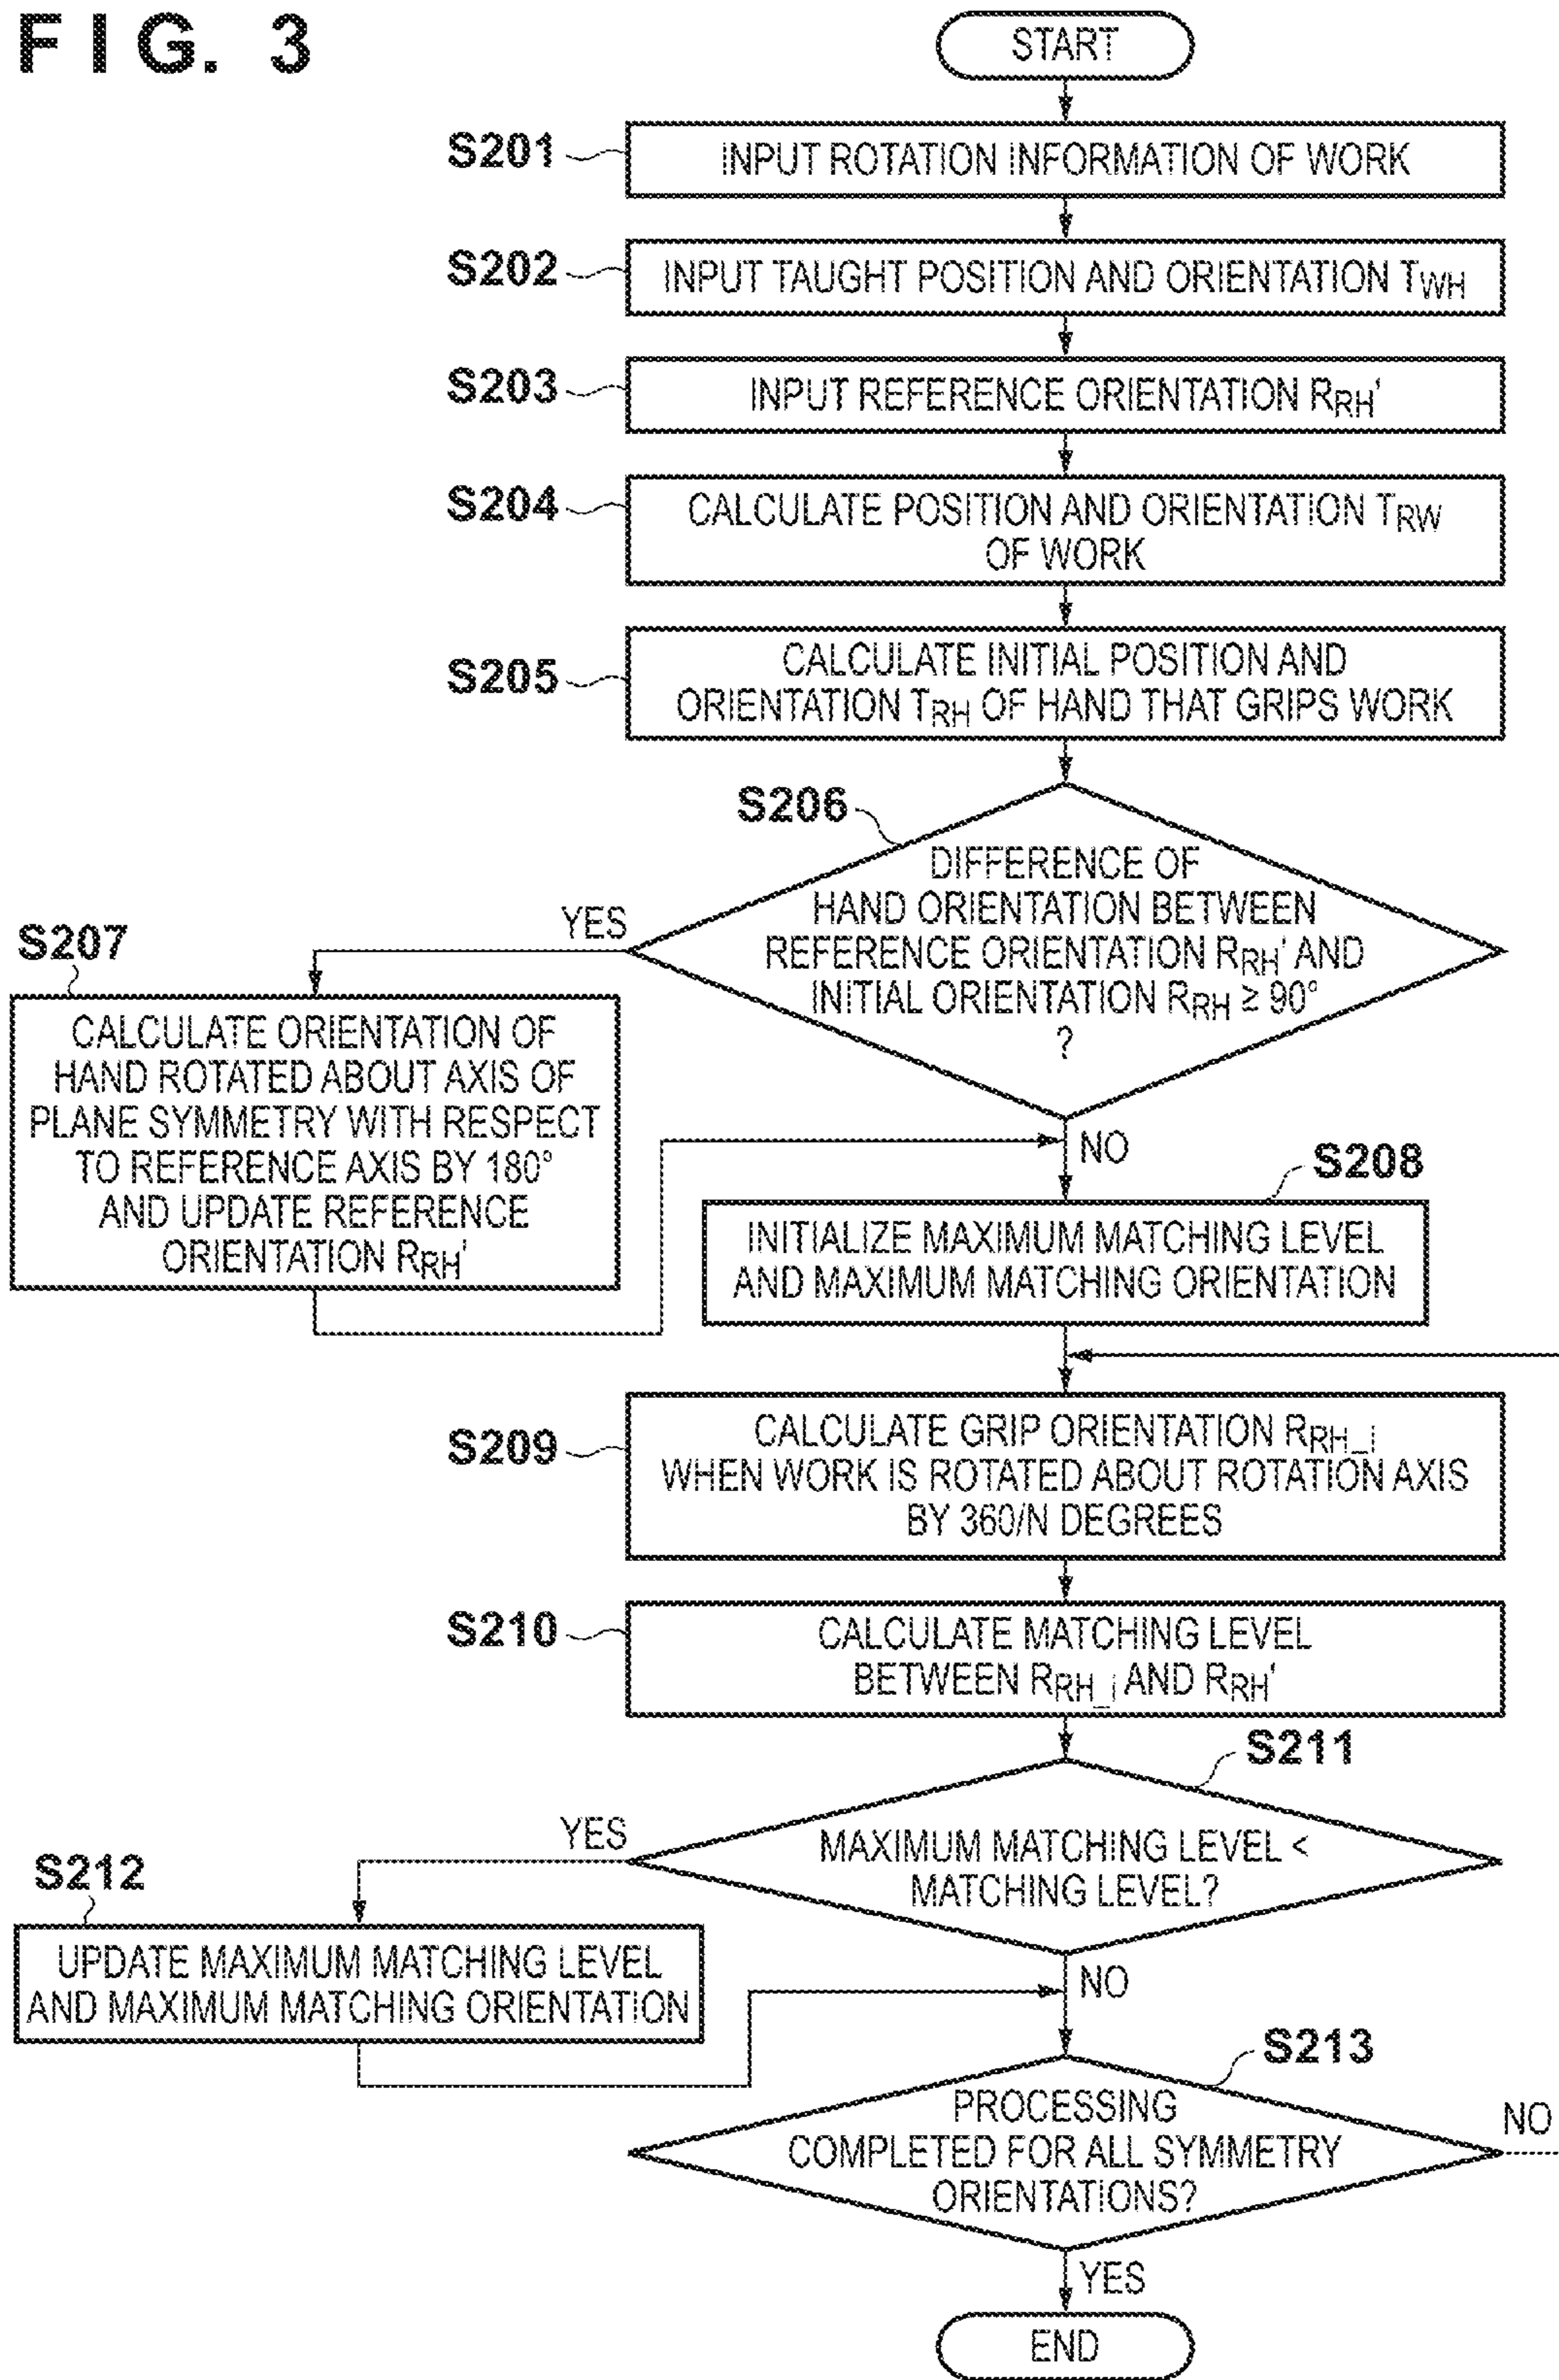 FIG. 3
START
S201
INPUT ROTATION INFORMATION OF WORK
S202
INPUT TAUGHT POSITION AND ORIENTATION TWH
S203
INPUT REFERENCE ORIENTATION RRH'
S204
CALCULATE POSITION AND ORIENTATION TRW
OF WORK
S205
CALCULATE INITIAL POSITION AND
ORIENTATION TRH OF HAND THAT GRIPS WORK
S206
DIFFERENCE OF
HAND ORIENTATION BETWEEN
REFERENCE ORIENTATION RRH' AND
INITIAL ORIENTATION RRH ≥ 90°
?
YES
NO
S207
CALCULATE ORIENTATION OF
HAND ROTATED ABOUT AXIS OF
PLANE SYMMETRY WITH RESPECT
TO REFERENCE AXIS BY 180°
AND UPDATE REFERENCE
ORIENTATION RRH'
S208
INITIALIZE MAXIMUM MATCHING LEVEL
AND MAXIMUM MATCHING ORIENTATION
S209
CALCULATE GRIP ORIENTATION RRH_i
WHEN WORK IS ROTATED ABOUT ROTATION AXIS
BY 360/N DEGREES
S210
CALCULATE MATCHING LEVEL
BETWEEN RRH_i AND RRH'
S211
MAXIMUM MATCHING LEVEL <
MATCHING LEVEL?
YES
NO
S212
UPDATE MAXIMUM MATCHING LEVEL
AND MAXIMUM MATCHING ORIENTATION
S213
PROCESSING
COMPLETED FOR ALL SYMMETRY
ORIENTATIONS?
NO
YES
END